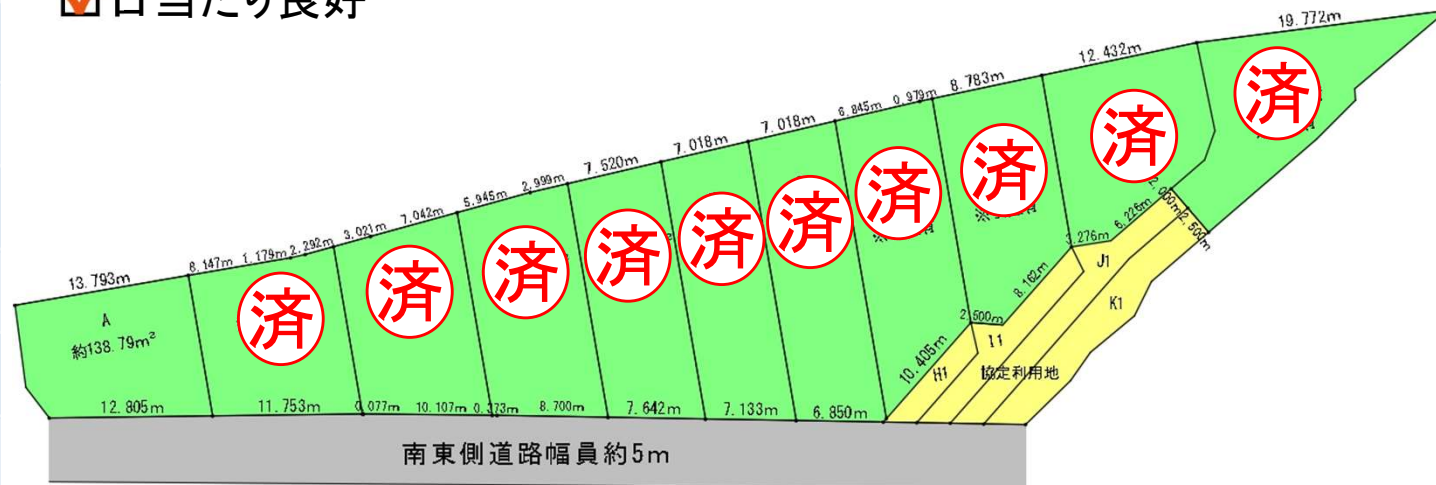 日当たり良好
19.772m
12.432m
8.783m
0.979m
6.845m
7.018m
7.018m
7.520m
2.999m
5.945m
7.042m
3.021m
2.292m
1.179m
8.147m
13.793m
済
済
済
済
済
済
済
済
済
済
A
約138.79m²
2.000m
2.500m
6.226m
3.276m
8.162m
2.500m
10.405m
J1
K1
I1
H1
協定利用地
12.805m
11.753m
0.077m
10.107m
0.373m
8.700m
7.642m
7.133m
6.850m
南東側道路幅員約5m